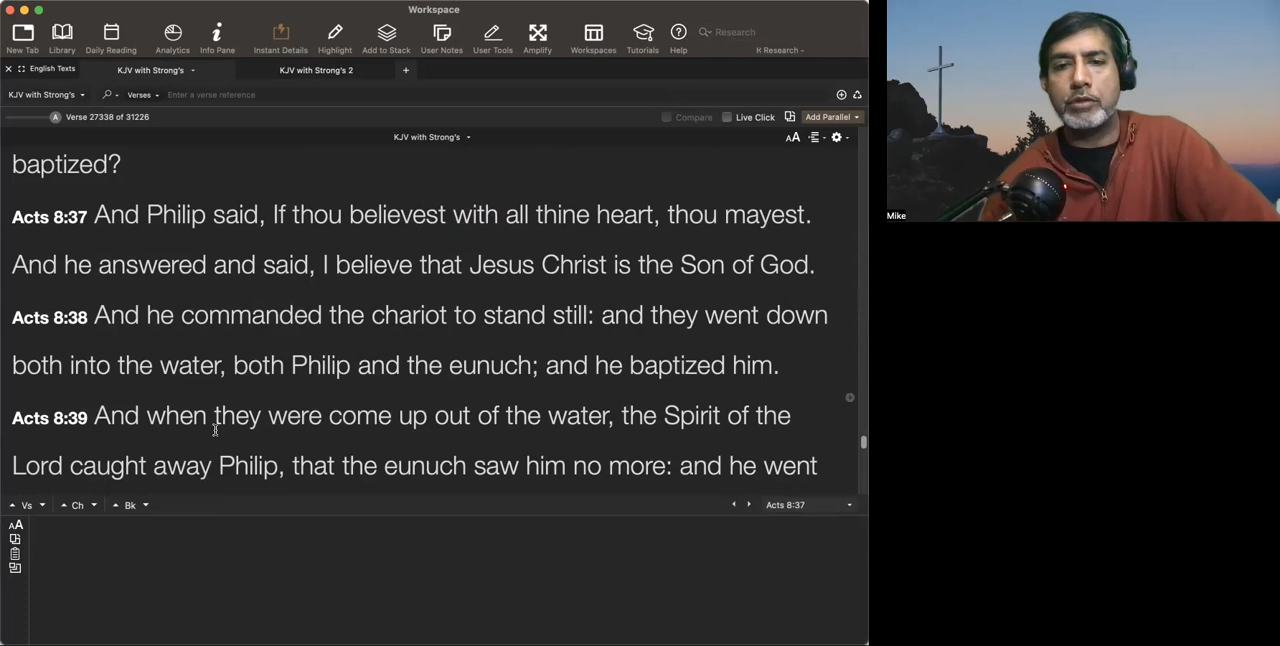 Workspace
New Tab Library Daily Reading Analytics Info Pane Instant Details Highlight Add to Stack User Notes User Tools Amplify Workspaces Tutorials Help Research
K Research
English Texts KJV with Strong's KJV with Strong's 2 +
KJV with Strong's Verses Enter a verse reference
A Verse 27338 of 31226 Compare Live Click Add Parallel
KJV with Strong's AA
baptized?
Acts 8:37 And Philip said, If thou believest with all thine heart, thou mayest.
And he answered and said, I believe that Jesus Christ is the Son of God.
Acts 8:38 And he commanded the chariot to stand still: and they went down
both into the water, both Philip and the eunuch; and he baptized him.
Acts 8:39 And when they were come up out of the water, the Spirit of the
Lord caught away Philip, that the eunuch saw him no more: and he went
Vs Ch Bk Acts 8:37
AA
Mike